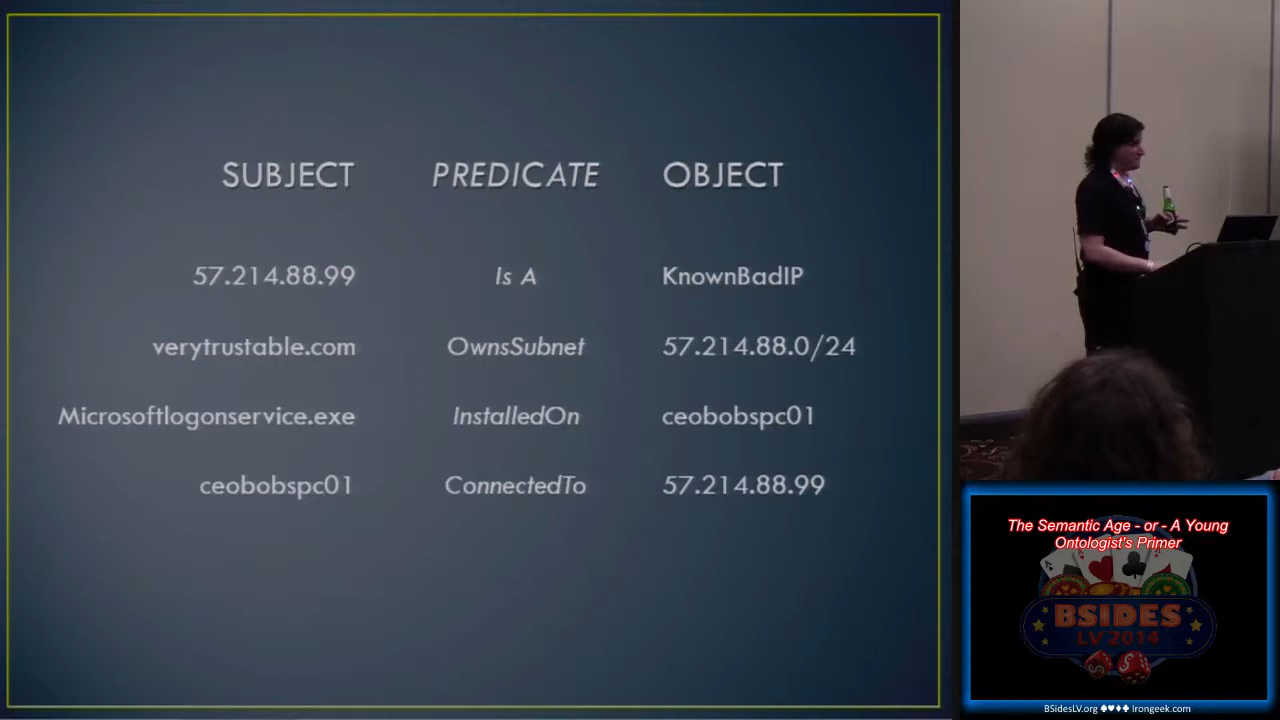 SUBJECT PREDICATE OBJECT
57.214.88.99 Is A KnownBadIP
verytrustable.com OwnsSubnet 57.214.88.0/24
Microsoftlogonservice.exe InstalledOn ceobobspc01
ceobobspc01 ConnectedTo 57.214.88.99
The Semantic Age - or - A Young
Ontologist's Primer
BSIDES
LV 2014
BSidesLV.org ♠♥♦♣ Irongeek.com